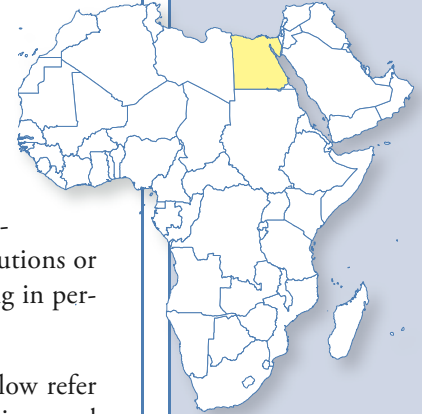 -
utions or
g in per-
low refer